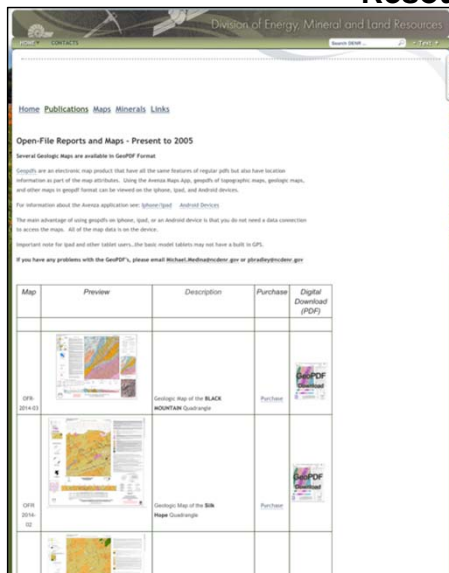 Division of Energy, Mineral and Land Resources
HOME CONTACTS Search DENR ... - Text +
Home Publications Maps Minerals Links
Open-File Reports and Maps - Present to 2005
Several Geologic Maps are available in GeoPDF Format
Geopdfs are an electronic map product that have all the same features of regular pdfs but also have location
information as part of the map attributes. Using the Avenza Maps App, geopdfs of topographic maps, geologic maps,
and other maps in geopdf format can be viewed on the iphone, ipad, and Android devices.
For information about the Avenza application see: iphone/ipad Android Devices
The main advantage of using geopdfs on iphone, ipad, or an Android device is that you do not need a data connection
to access the maps. All of the map data is on the device.
Important note for ipad and other tablet users...the basic model tablets may not have a built in GPS.
If you have any problems with the GeoPDF's, please email Michael.Medina@ncdenr.gov or pbradley@ncdenr.gov
Map Preview Description Purchase Digital
Download
(PDF)
GeoPDF
Download
OFR-
2014-03
Geologic Map of the BLACK
MOUNTAIN Quadrangle
Purchase
GeoPDF
Download
OFR
2014-
02
Geologic Map of the Silk
Hope Quadrangle
Purchase